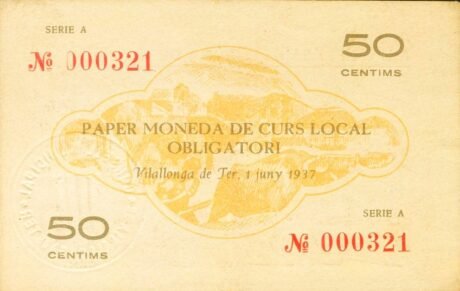 SERIE A
№ 000321
50
CENTIMS
PAPER MONEDA DE CURS LOCAL
OBLIGATORI
Vilallonga de Ter, 1 juny 1937
50
CENTIMS
SERIE A
№ 000321